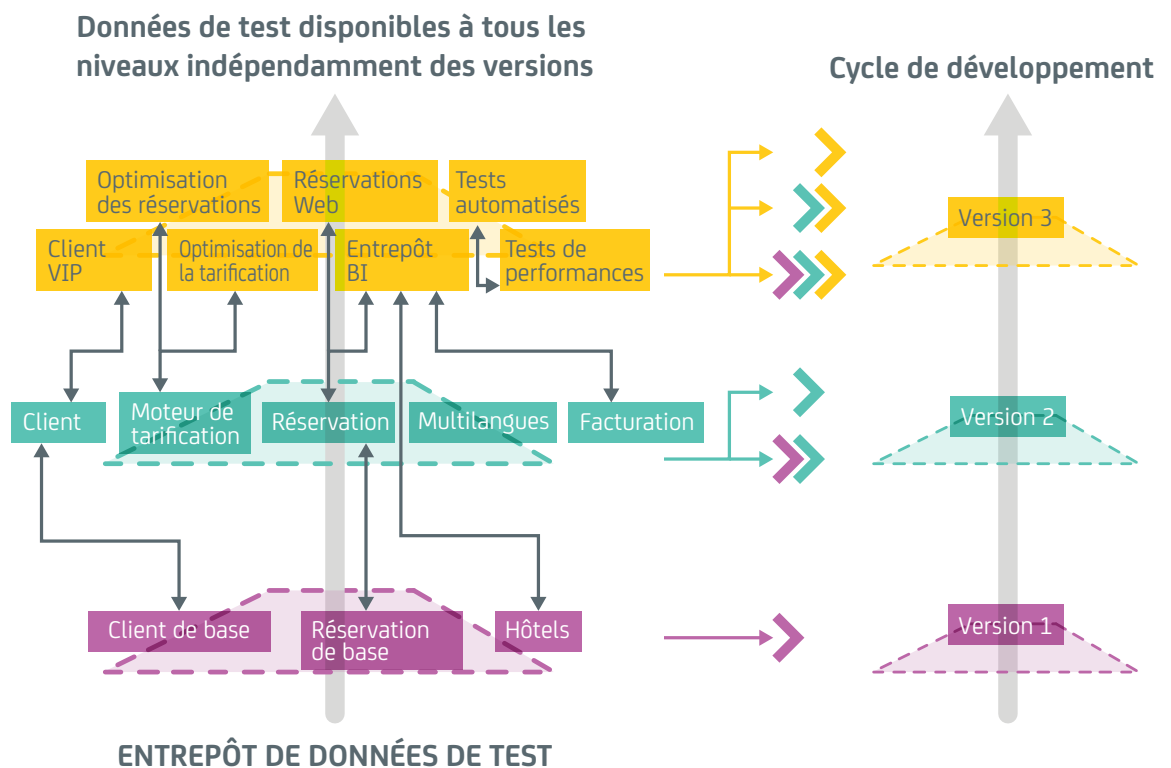 Données de test disponibles à tous les
niveaux indépendamment des versions
Cycle de développement
Optimisation
des réservations
Réservations
Web
Tests
automatisés
Client
VIP
Optimisation de
la tarification
Entrepôt
BI
Tests de
performances
Version 3
Client
Moteur de
tarification
Réservation
Multilangues
Facturation
Version 2
Client de base
Réservation
de base
Hôtels
Version 1
ENTREPÔT DE DONNÉES DE TEST